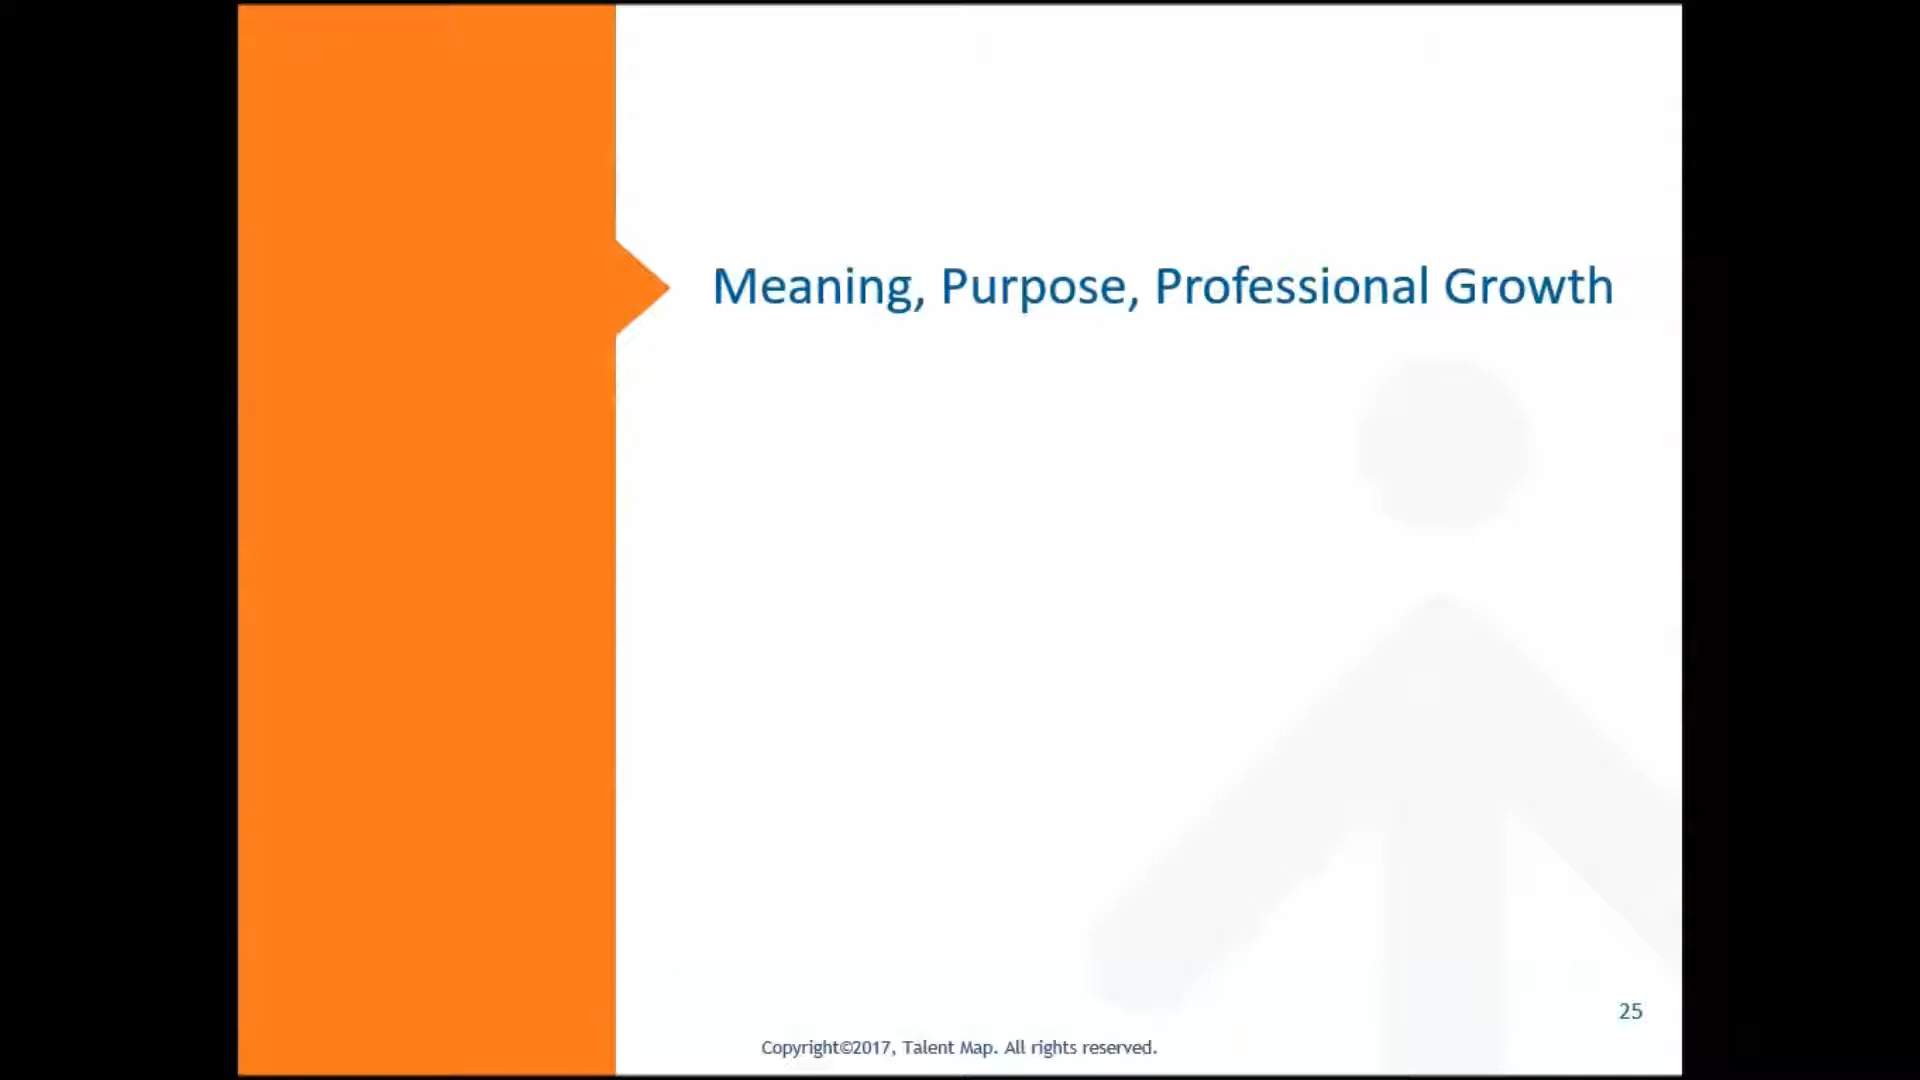 Meaning, Purpose, Professional Growth
25
Copyright©2017, Talent Map. All rights reserved.